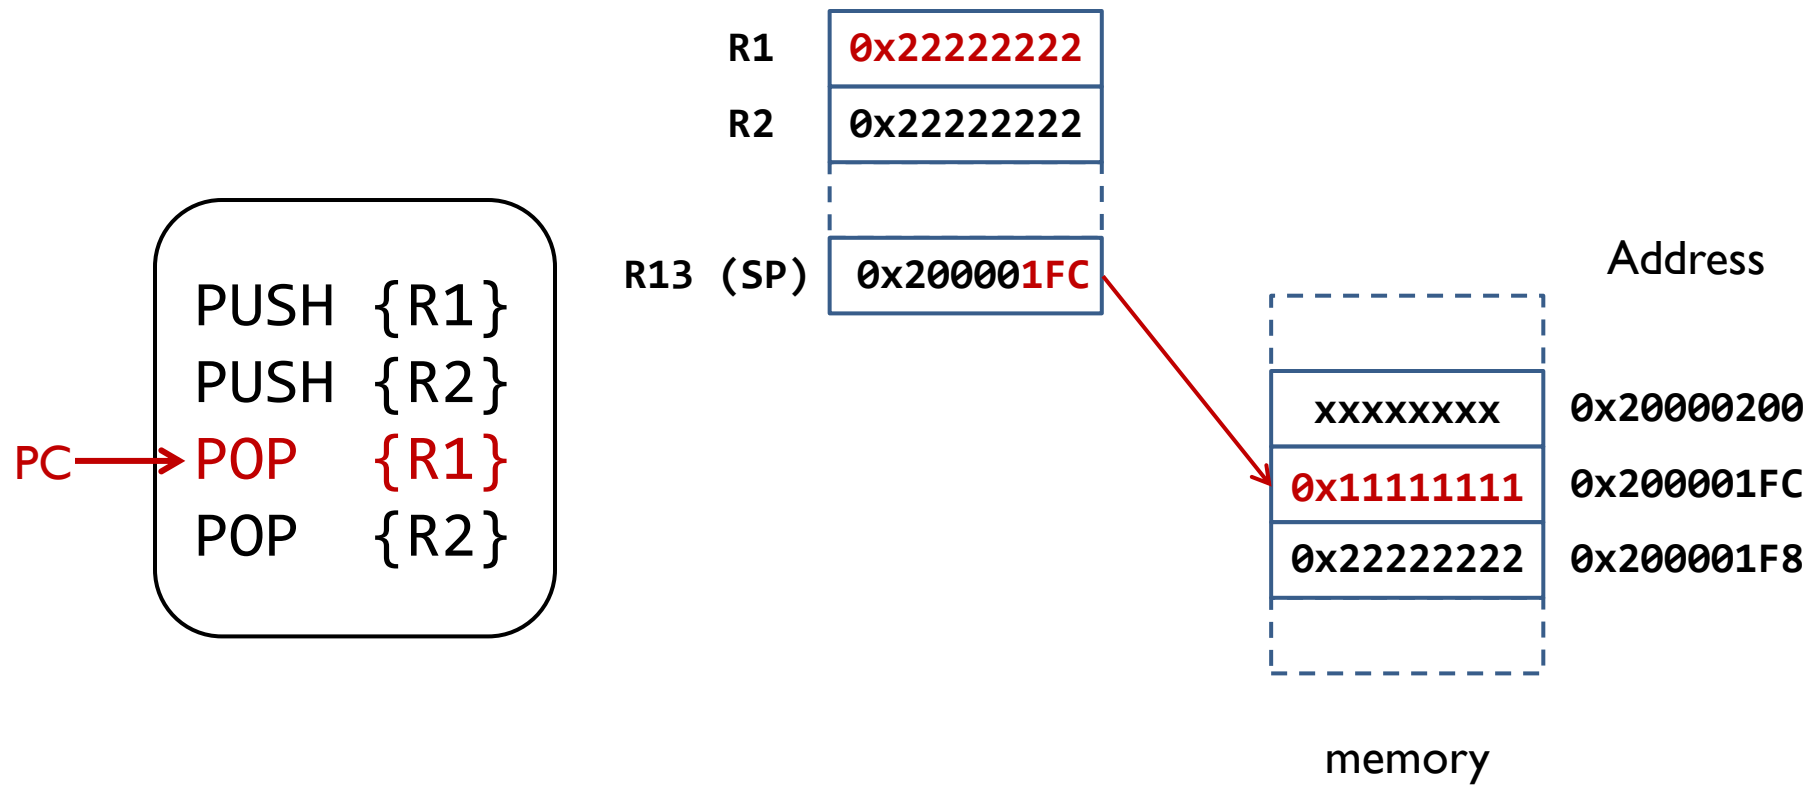 R1 0x22222222
R2 0x22222222
R13 (SP) 0x200001FC
PUSH {R1}
PUSH {R2}
PC POP {R1}
POP {R2}
Address
xxxxxxxx 0x20000200
0x11111111 0x200001FC
0x22222222 0x200001F8
memory